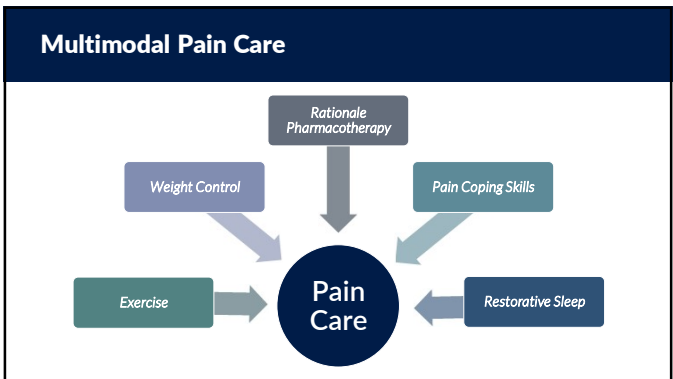 Multimodal Pain Care
Rationale
Pharmacotherapy
Weight Control
Pain Coping Skills
Exercise
Pain
Care
Restorative Sleep